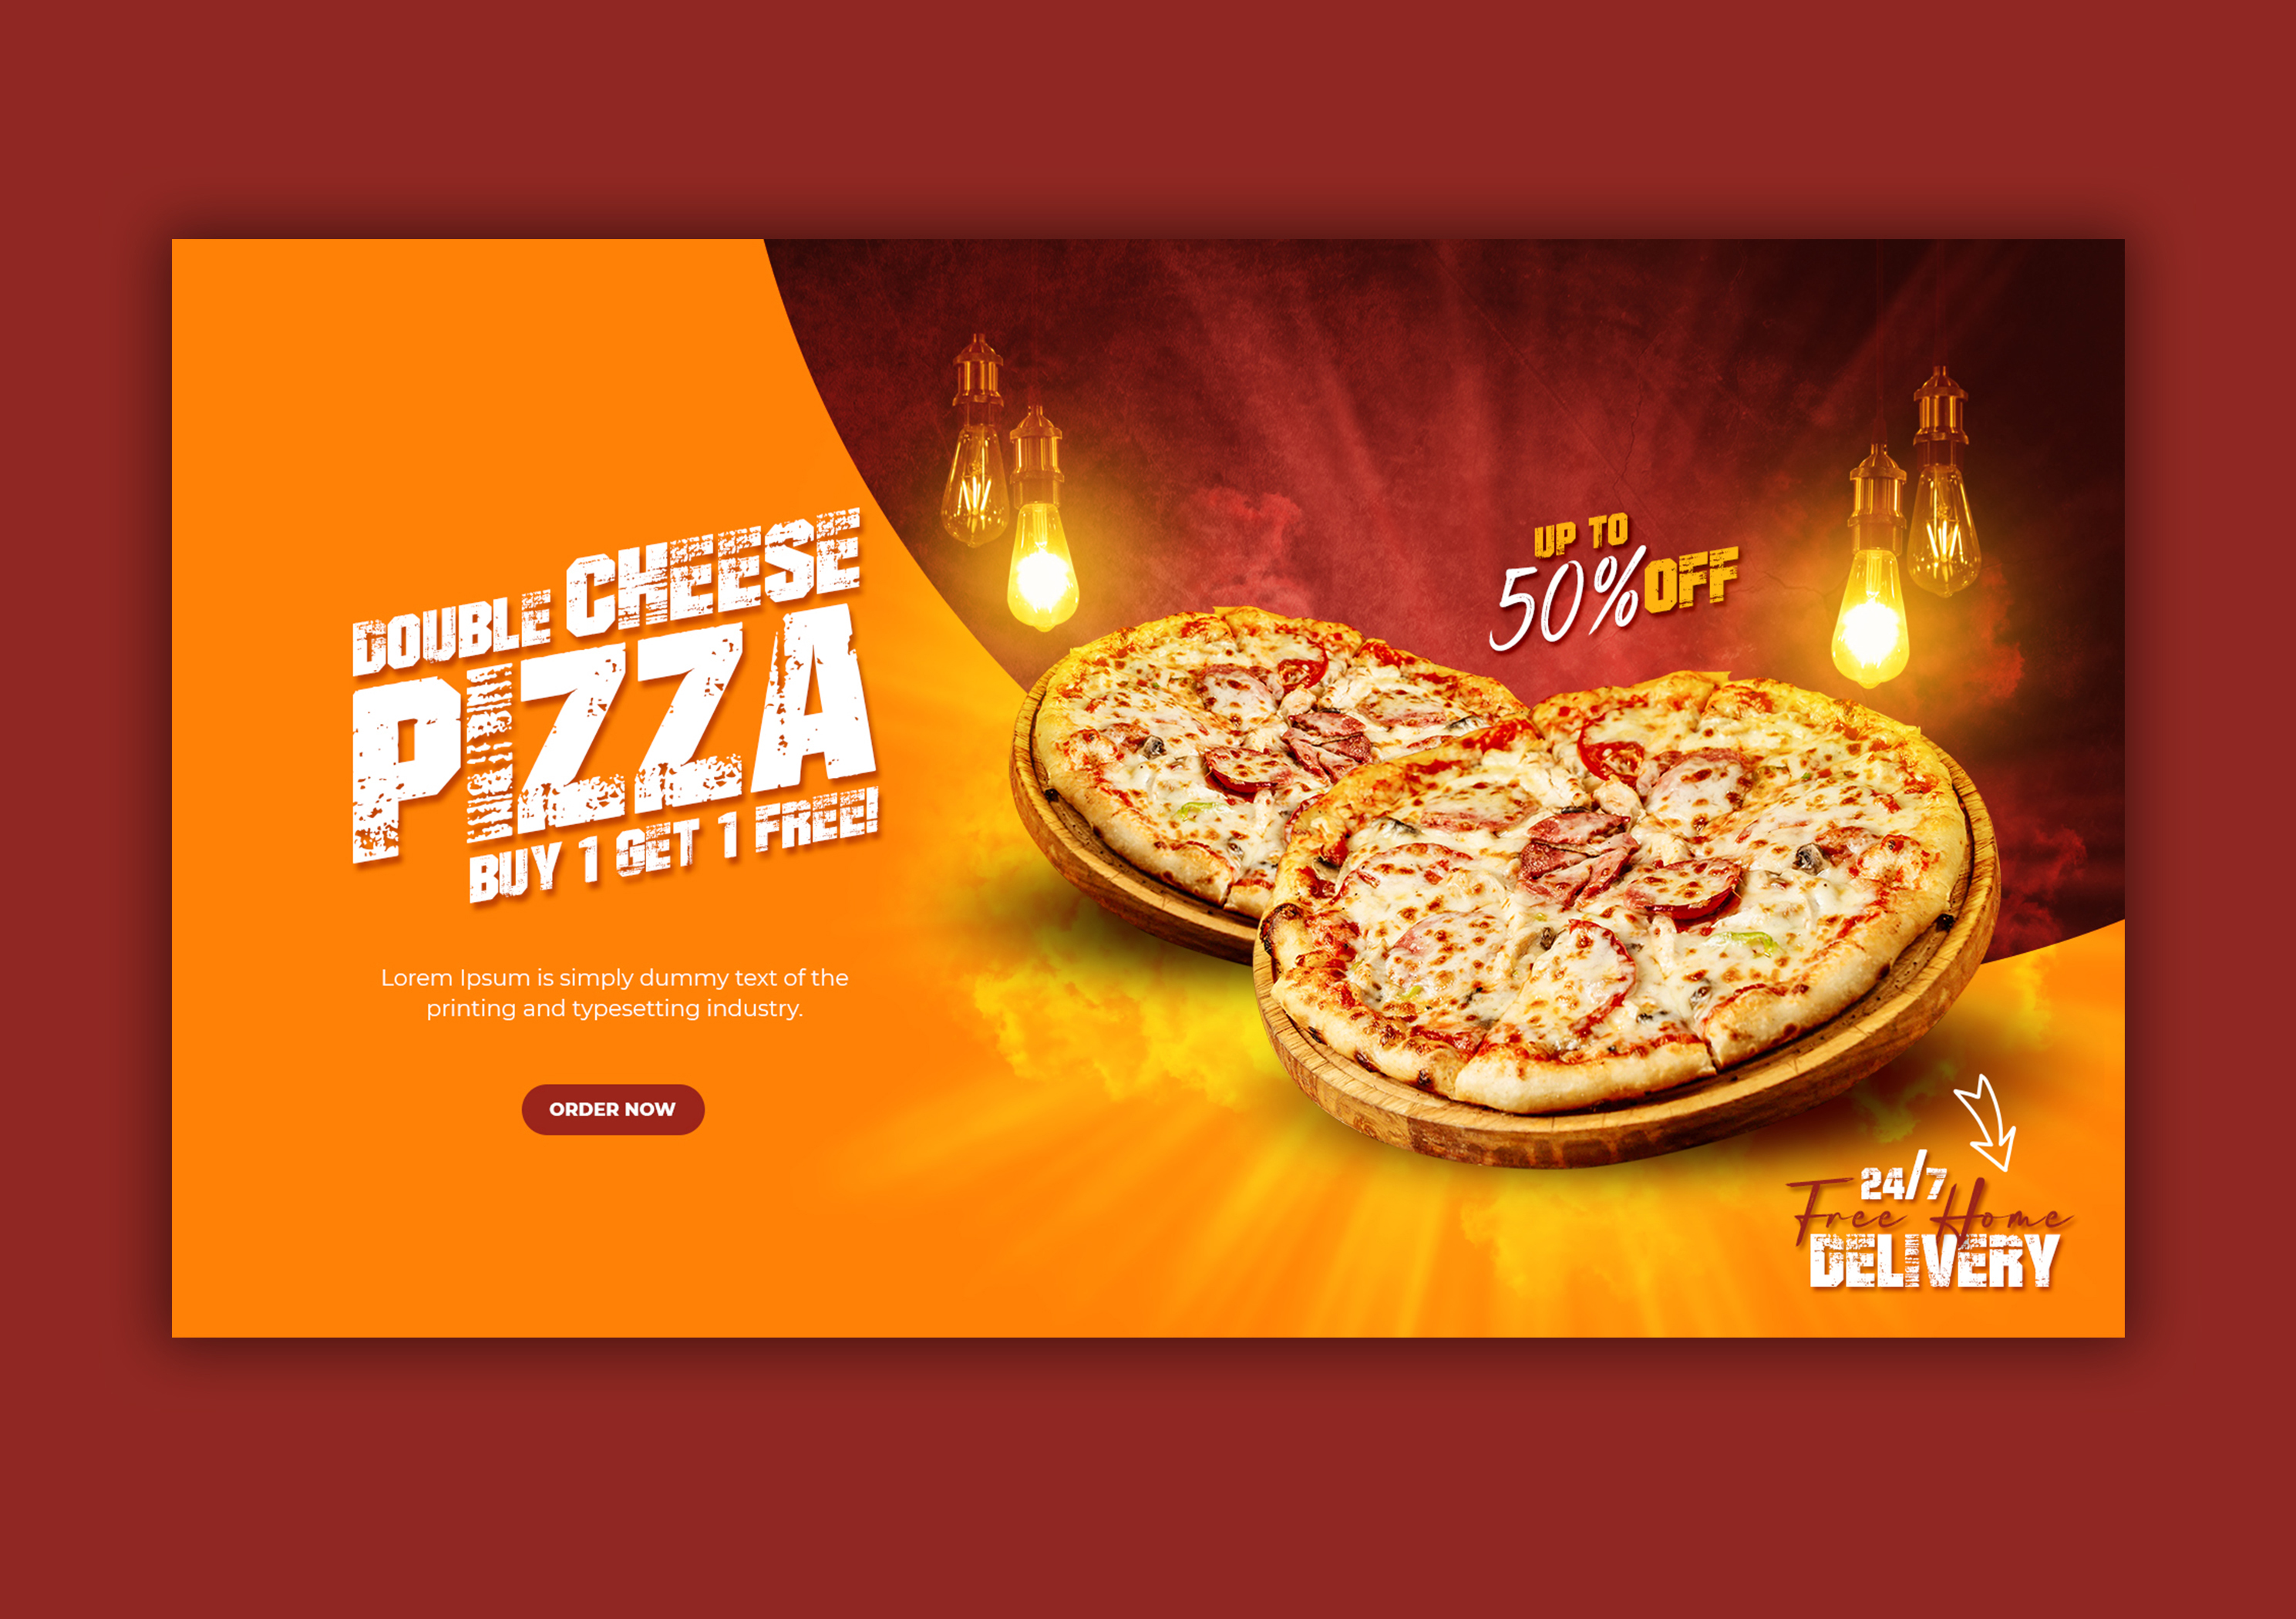 DOUBLE CHEESE
PIZZA
BUY 1 GET 1 FREE!
Lorem Ipsum is simply dummy text of the
printing and typesetting industry.
ORDER NOW
UP TO
50% OFF
24/7
Free Home
DELIVERY